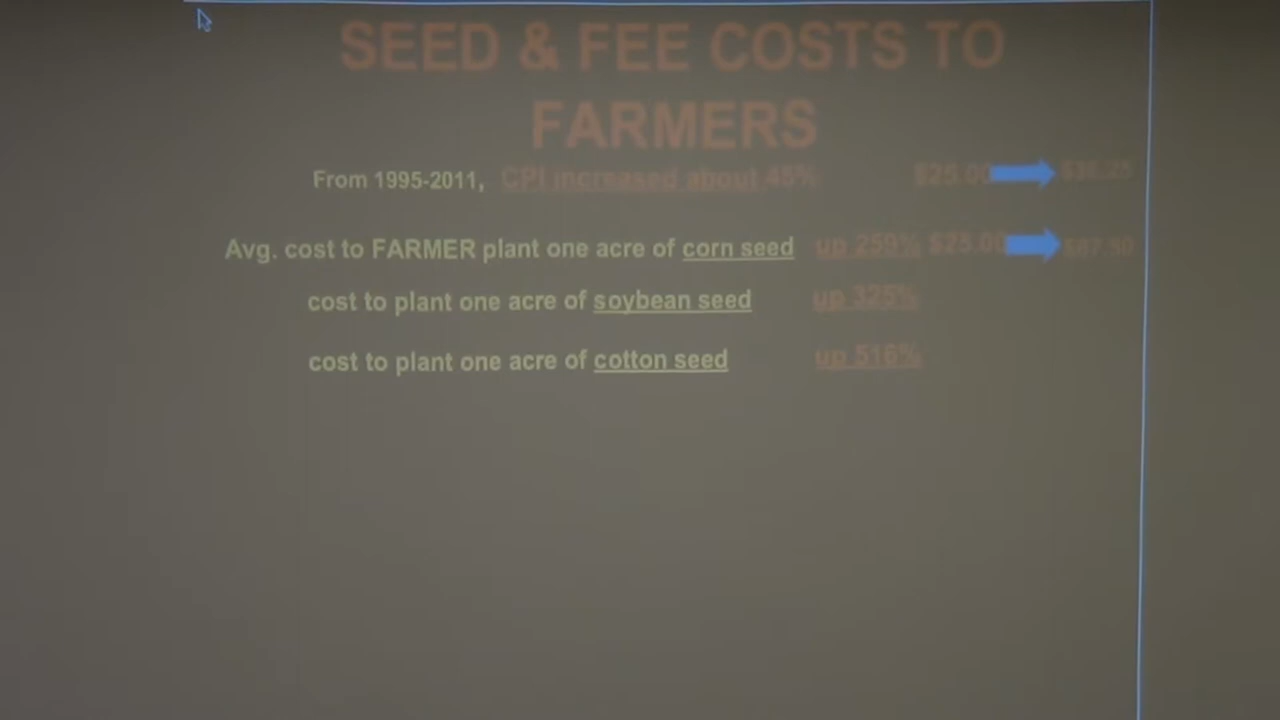 SEED & FEE COSTS TO
FARMERS
From 1995-2011, CPI increased about 45% $25.00 $36.25
Avg. cost to FARMER plant one acre of corn seed up 259% $25.00
cost to plant one acre of soybean seed up 325%
cost to plant one acre of cotton seed up 516%